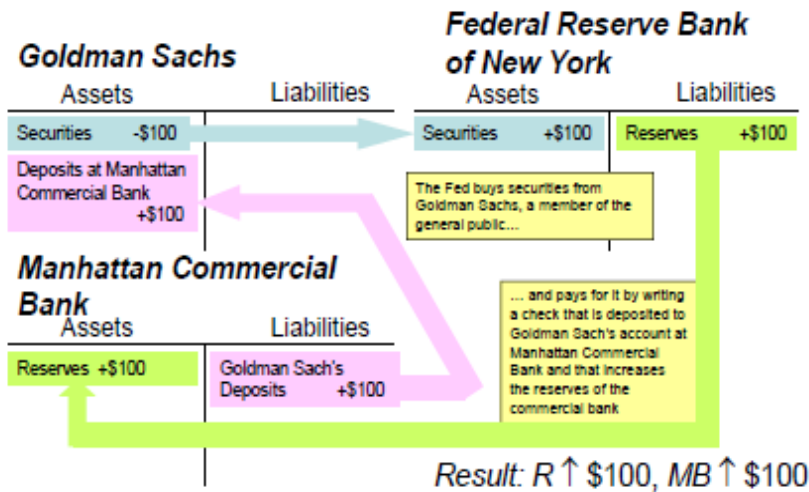 Goldman Sachs
Assets Liabilities
Securities -$100
Deposits at Manhattan
Commercial Bank
+$100
Federal Reserve Bank
of New York
Assets Liabilities
Securities +$100 Reserves +$100
The Fed buys securities from
Goldman Sachs, a member of the
general public...
Manhattan Commercial
Bank
Assets Liabilities
Reserves +$100 Goldman Sach's
Deposits +$100
... and pays for it by writing
a check that is deposited to
Goldman Sach's account at
Manhattan Commercial
Bank and that increases
the reserves of the
commercial bank
Result: R ↑ $100, MB ↑ $100